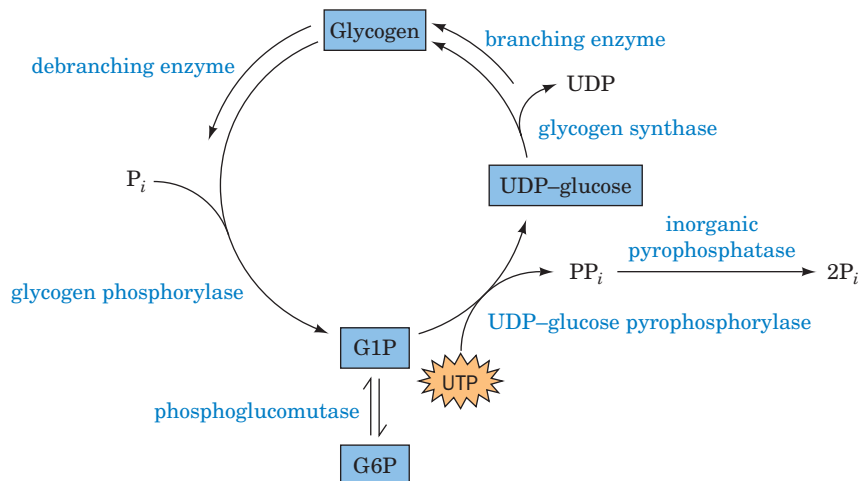 Glycogen
branching enzyme
debranching enzyme
UDP
glycogen synthase
P𝑖
UDP–glucose
inorganic
pyrophosphatase
PP𝑖
2P𝑖
glycogen phosphorylase
UDP–glucose pyrophosphorylase
G1P
UTP
phosphoglucomutase
G6P